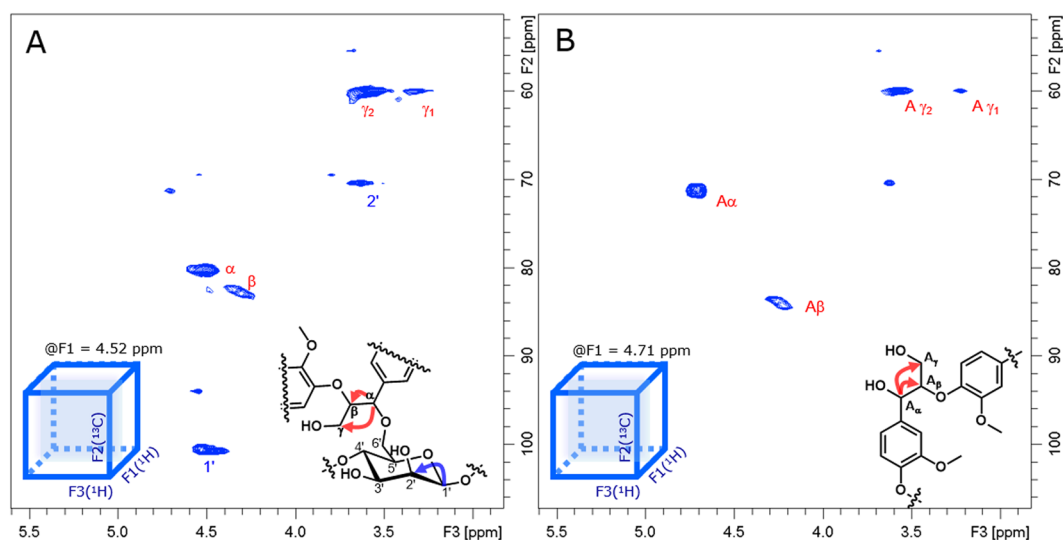 A
γ2
γ1
2'
α
β
@F1 = 4.52 ppm
1'
F2(13C)
F1(1H)
F3(1H)
O
O
α
β
γ
HO
O
6'
O
4'
5'
HO
O
HO
O
3'
2'
1'
5.5 5.0 4.5 4.0 3.5 F3 [ppm]
F2 [ppm]
60
70
80
90
100
B
A γ2
A γ1
Aα
Aβ
@F1 = 4.71 ppm
F2(13C)
F1(1H)
F3(1H)
HO
Aγ
HO
Aβ
O
Aα
O
O
O
5.5 5.0 4.5 4.0 3.5 F3 [ppm]
F2 [ppm]
60
70
80
90
100